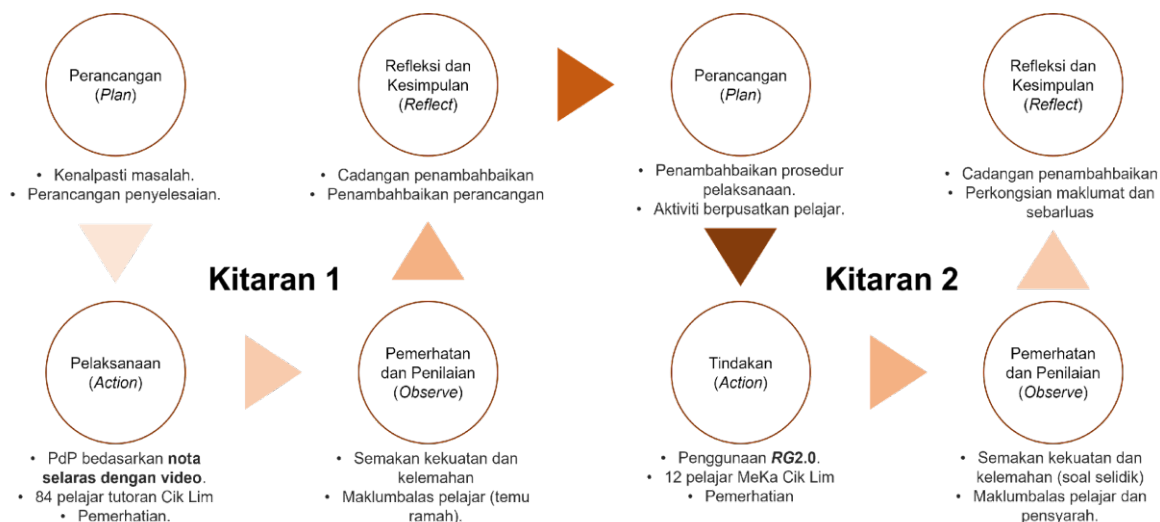 Perancangan
(Plan)
• Kenalpasti masalah.
• Perancangan penyelesaian.
Kitaran 1
Pelaksanaan
(Action)
• PdP bedasarkan nota
selaras dengan video.
• 84 pelajar tutoran Cik Lim
• Pemerhatian.
Pemerhatan
dan Penilaian
(Observe)
• Semakan kekuatan dan
kelemahan
• Maklumbalas pelajar (temu
ramah).
Refleksi dan
Kesimpulan
(Reflect)
• Cadangan penambahbaikan
• Penambahbaikan perancangan
Perancangan
(Plan)
• Penambahbaikan prosedur
pelaksanaan.
• Aktiviti berpusatkan pelajar.
Kitaran 2
Tindakan
(Action)
• Penggunaan RG2.0.
• 12 pelajar MeKa Cik Lim
• Pemerhatian
Pemerhatan
dan Penilaian
(Observe)
• Semakan kekuatan dan
kelemahan (soal selidik)
• Maklumbalas pelajar dan
pensyarah.
Refleksi dan
Kesimpulan
(Reflect)
• Cadangan penambahbaikan
• Perkongsian maklumat dan
sebarluas